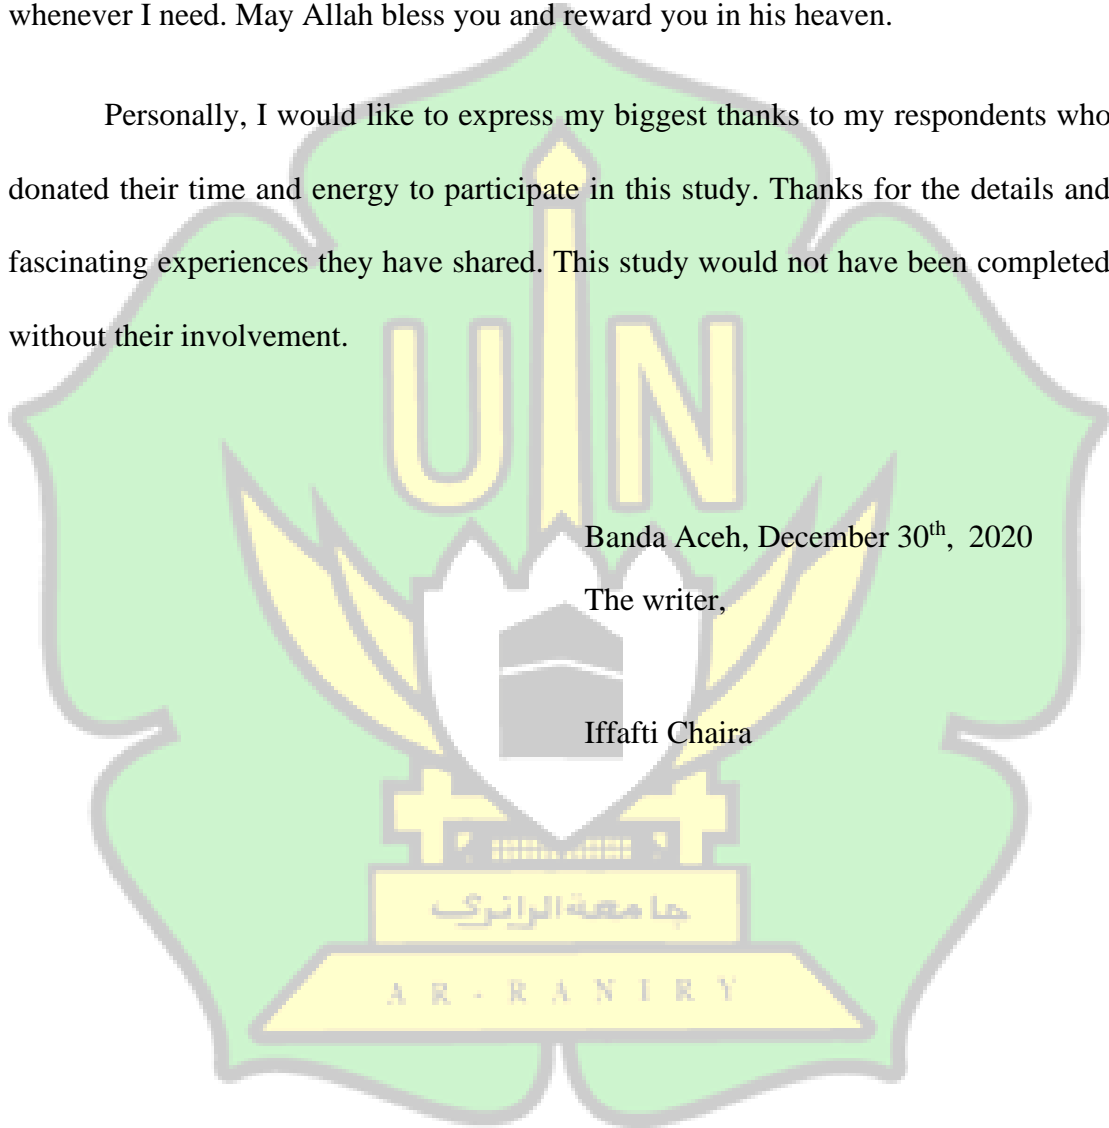 whenever I need. May Allah bless you and reward you in his heaven.
Personally, I would like to express my biggest thanks to my respondents who
donated their time and energy to participate in this study. Thanks for the details and
fascinating experiences they have shared. This study would not have been completed
without their involvement.
UIN
Banda Aceh, December 30th, 2020
The writer,
Iffafti Chaira
جامعة الرانري
AR-RANIRY